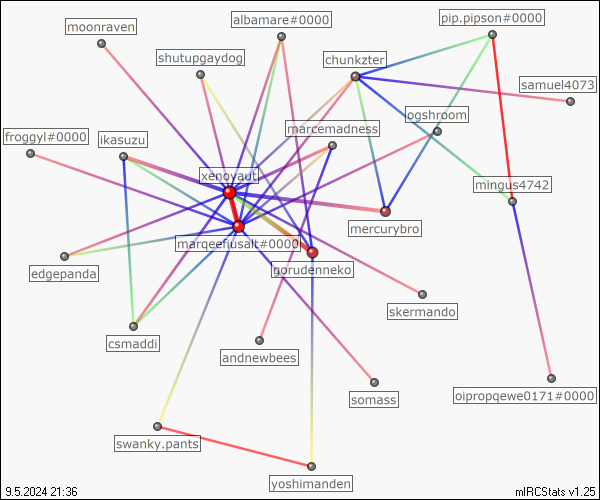 albamare#0000
pip.pipson#0000
moonraven
shutupgaydog
chunkzter
samuel4073
marcemadness
ogshroom
froggyl#0000
ikasuzu
xenoyaut
mingus4742
mercurybro
marqeefiusalt#0000
edgepanda
gorudenneko
skermando
csmaddi
andnewbees
somass
oipropqewe0171#0000
swanky.pants
yoshimanden
9.5.2024 21:36
mIRCStats v1.25